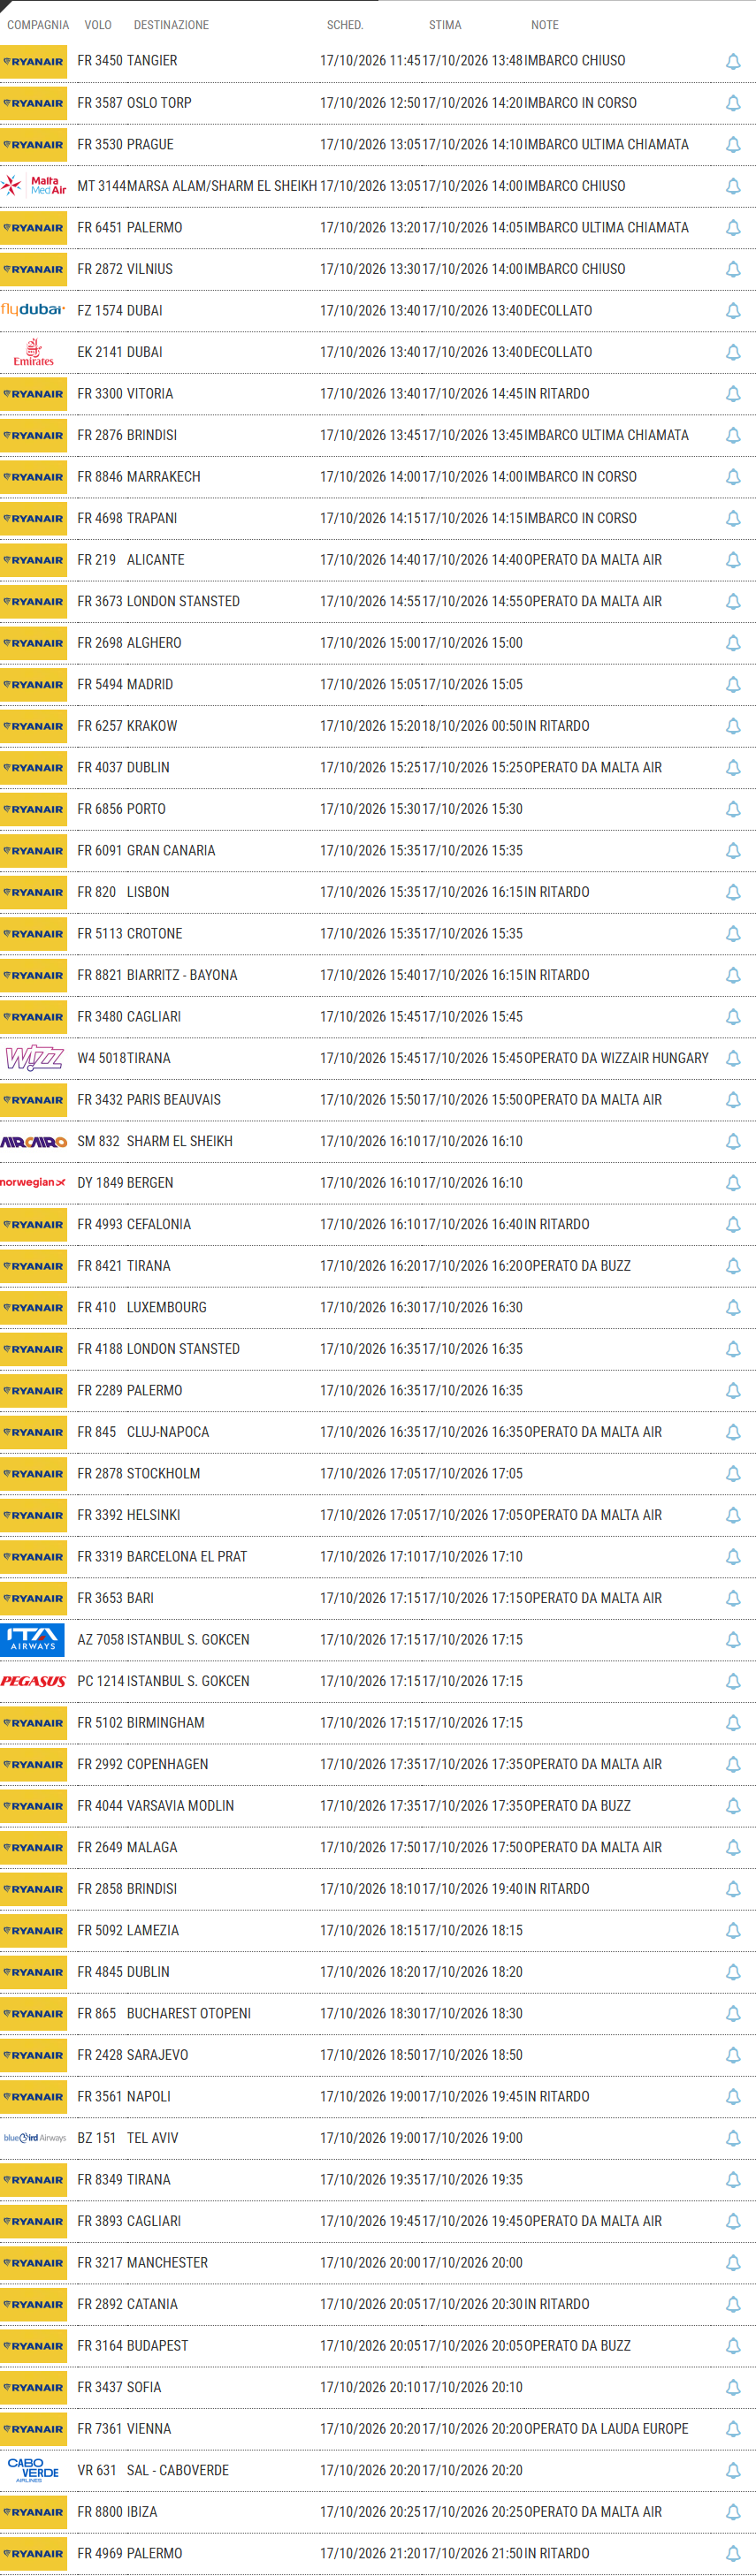 COMPAGNIA VOLO DESTINAZIONE SCHED. STIMA NOTE
RYANAIR FR 3450 TANGIER 17/10/2026 11:45 17/10/2026 13:48 IMBARCO CHIUSO
RYANAIR FR 3587 OSLO TORP 17/10/2026 12:50 17/10/2026 14:20 IMBARCO IN CORSO
RYANAIR FR 3530 PRAGUE 17/10/2026 13:05 17/10/2026 14:10 IMBARCO ULTIMA CHIAMATA
Malta MedAir MT 3144 MARSA ALAM/SHARM EL SHEIKH 17/10/2026 13:05 17/10/2026 14:00 IMBARCO CHIUSO
RYANAIR FR 6451 PALERMO 17/10/2026 13:20 17/10/2026 14:05 IMBARCO ULTIMA CHIAMATA
RYANAIR FR 2872 VILNIUS 17/10/2026 13:30 17/10/2026 14:00 IMBARCO CHIUSO
flydubai FZ 1574 DUBAI 17/10/2026 13:40 17/10/2026 13:40 DECOLLATO
Emirates EK 2141 DUBAI 17/10/2026 13:40 17/10/2026 13:40 DECOLLATO
RYANAIR FR 3300 VITORIA 17/10/2026 13:40 17/10/2026 14:45 IN RITARDO
RYANAIR FR 2876 BRINDISI 17/10/2026 13:45 17/10/2026 13:45 IMBARCO ULTIMA CHIAMATA
RYANAIR FR 8846 MARRAKECH 17/10/2026 14:00 17/10/2026 14:00 IMBARCO IN CORSO
RYANAIR FR 4698 TRAPANI 17/10/2026 14:15 17/10/2026 14:15 IMBARCO IN CORSO
RYANAIR FR 219 ALICANTE 17/10/2026 14:40 17/10/2026 14:40 OPERATO DA MALTA AIR
RYANAIR FR 3673 LONDON STANSTED 17/10/2026 14:55 17/10/2026 14:55 OPERATO DA MALTA AIR
RYANAIR FR 2698 ALGHERO 17/10/2026 15:00 17/10/2026 15:00
RYANAIR FR 5494 MADRID 17/10/2026 15:05 17/10/2026 15:05
RYANAIR FR 6257 KRAKOW 17/10/2026 15:20 18/10/2026 00:50 IN RITARDO
RYANAIR FR 4037 DUBLIN 17/10/2026 15:25 17/10/2026 15:25 OPERATO DA MALTA AIR
RYANAIR FR 6856 PORTO 17/10/2026 15:30 17/10/2026 15:30
RYANAIR FR 6091 GRAN CANARIA 17/10/2026 15:35 17/10/2026 15:35
RYANAIR FR 820 LISBON 17/10/2026 15:35 17/10/2026 16:15 IN RITARDO
RYANAIR FR 5113 CROTONE 17/10/2026 15:35 17/10/2026 15:35
RYANAIR FR 8821 BIARRITZ - BAYONA 17/10/2026 15:40 17/10/2026 16:15 IN RITARDO
RYANAIR FR 3480 CAGLIARI 17/10/2026 15:45 17/10/2026 15:45
WIZZ W4 5018 TIRANA 17/10/2026 15:45 17/10/2026 15:45 OPERATO DA WIZZAIR HUNGARY
RYANAIR FR 3432 PARIS BEAUVAIS 17/10/2026 15:50 17/10/2026 15:50 OPERATO DA MALTA AIR
AIRCAIRO SM 832 SHARM EL SHEIKH 17/10/2026 16:10 17/10/2026 16:10
norwegian DY 1849 BERGEN 17/10/2026 16:10 17/10/2026 16:10
RYANAIR FR 4993 CEFALONIA 17/10/2026 16:10 17/10/2026 16:40 IN RITARDO
RYANAIR FR 8421 TIRANA 17/10/2026 16:20 17/10/2026 16:20 OPERATO DA BUZZ
RYANAIR FR 410 LUXEMBOURG 17/10/2026 16:30 17/10/2026 16:30
RYANAIR FR 4188 LONDON STANSTED 17/10/2026 16:35 17/10/2026 16:35
RYANAIR FR 2289 PALERMO 17/10/2026 16:35 17/10/2026 16:35
RYANAIR FR 845 CLUJ-NAPOCA 17/10/2026 16:35 17/10/2026 16:35 OPERATO DA MALTA AIR
RYANAIR FR 2878 STOCKHOLM 17/10/2026 17:05 17/10/2026 17:05
RYANAIR FR 3392 HELSINKI 17/10/2026 17:05 17/10/2026 17:05 OPERATO DA MALTA AIR
RYANAIR FR 3319 BARCELONA EL PRAT 17/10/2026 17:10 17/10/2026 17:10
RYANAIR FR 3653 BARI 17/10/2026 17:15 17/10/2026 17:15 OPERATO DA MALTA AIR
ITA AIRWAYS AZ 7058 ISTANBUL S. GOKCEN 17/10/2026 17:15 17/10/2026 17:15
PEGASUS PC 1214 ISTANBUL S. GOKCEN 17/10/2026 17:15 17/10/2026 17:15
RYANAIR FR 5102 BIRMINGHAM 17/10/2026 17:15 17/10/2026 17:15
RYANAIR FR 2992 COPENHAGEN 17/10/2026 17:35 17/10/2026 17:35 OPERATO DA MALTA AIR
RYANAIR FR 4044 VARSAVIA MODLIN 17/10/2026 17:35 17/10/2026 17:35 OPERATO DA BUZZ
RYANAIR FR 2649 MALAGA 17/10/2026 17:50 17/10/2026 17:50 OPERATO DA MALTA AIR
RYANAIR FR 2858 BRINDISI 17/10/2026 18:10 17/10/2026 19:40 IN RITARDO
RYANAIR FR 5092 LAMEZIA 17/10/2026 18:15 17/10/2026 18:15
RYANAIR FR 4845 DUBLIN 17/10/2026 18:20 17/10/2026 18:20
RYANAIR FR 865 BUCHAREST OTOPENI 17/10/2026 18:30 17/10/2026 18:30
RYANAIR FR 2428 SARAJEVO 17/10/2026 18:50 17/10/2026 18:50
RYANAIR FR 3561 NAPOLI 17/10/2026 19:00 17/10/2026 19:45 IN RITARDO
blueBird Airways BZ 151 TEL AVIV 17/10/2026 19:00 17/10/2026 19:00
RYANAIR FR 8349 TIRANA 17/10/2026 19:35 17/10/2026 19:35
RYANAIR FR 3893 CAGLIARI 17/10/2026 19:45 17/10/2026 19:45 OPERATO DA MALTA AIR
RYANAIR FR 3217 MANCHESTER 17/10/2026 20:00 17/10/2026 20:00
RYANAIR FR 2892 CATANIA 17/10/2026 20:05 17/10/2026 20:30 IN RITARDO
RYANAIR FR 3164 BUDAPEST 17/10/2026 20:05 17/10/2026 20:05 OPERATO DA BUZZ
RYANAIR FR 3437 SOFIA 17/10/2026 20:10 17/10/2026 20:10
RYANAIR FR 7361 VIENNA 17/10/2026 20:20 17/10/2026 20:20 OPERATO DA LAUDA EUROPE
CABO VERDE AIRLINES VR 631 SAL - CABOVERDE 17/10/2026 20:20 17/10/2026 20:20
RYANAIR FR 8800 IBIZA 17/10/2026 20:25 17/10/2026 20:25 OPERATO DA MALTA AIR
RYANAIR FR 4969 PALERMO 17/10/2026 21:20 17/10/2026 21:50 IN RITARDO